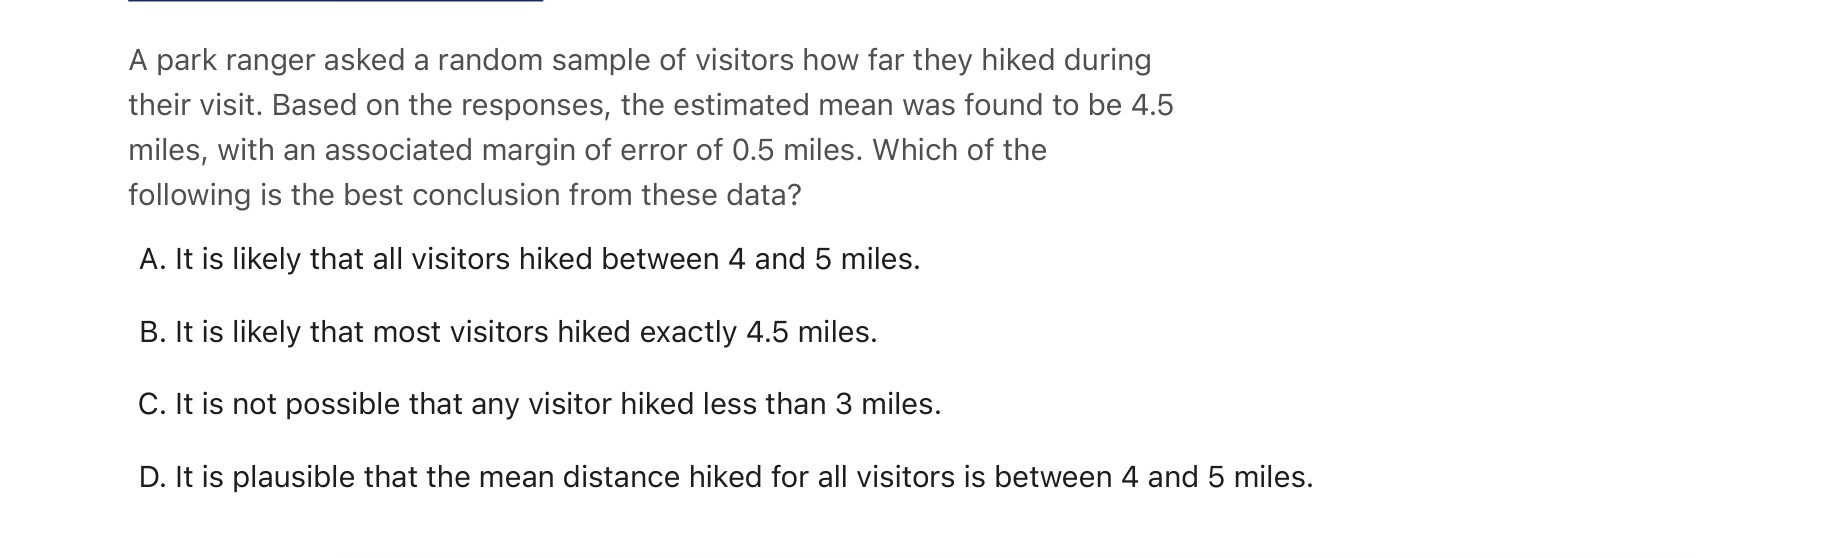 A park ranger asked a random sample of visitors how far they hiked during
their visit. Based on the responses, the estimated mean was found to be 4.5
miles, with an associated margin of error of 0.5 miles. Which of the
following is the best conclusion from these data?
A. It is likely that all visitors hiked between 4 and 5 miles.
B. It is likely that most visitors hiked exactly 4.5 miles.
C. It is not possible that any visitor hiked less than 3 miles.
D. It is plausible that the mean distance hiked for all visitors is between 4 and 5 miles.